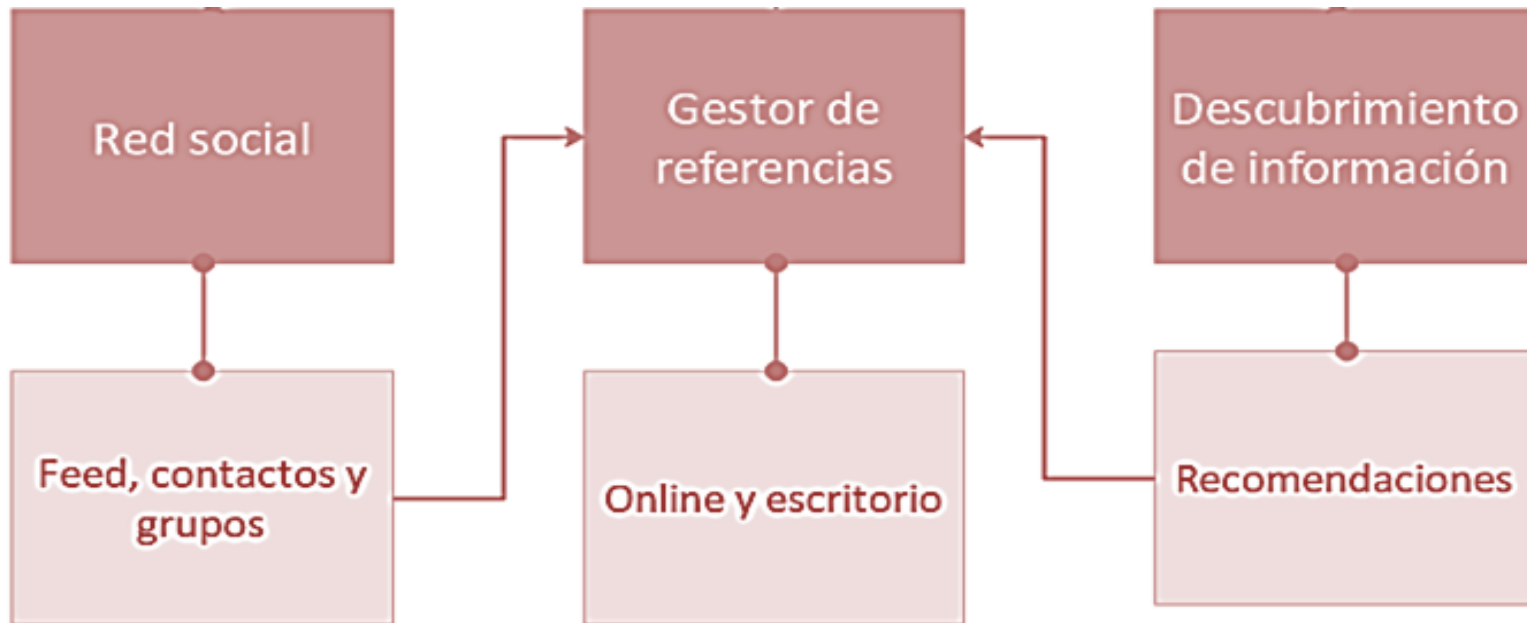 Red social
Gestor de
referencias
Descubrimiento
de información
Feed, contactos y
grupos
Online y escritorio
Recomendaciones